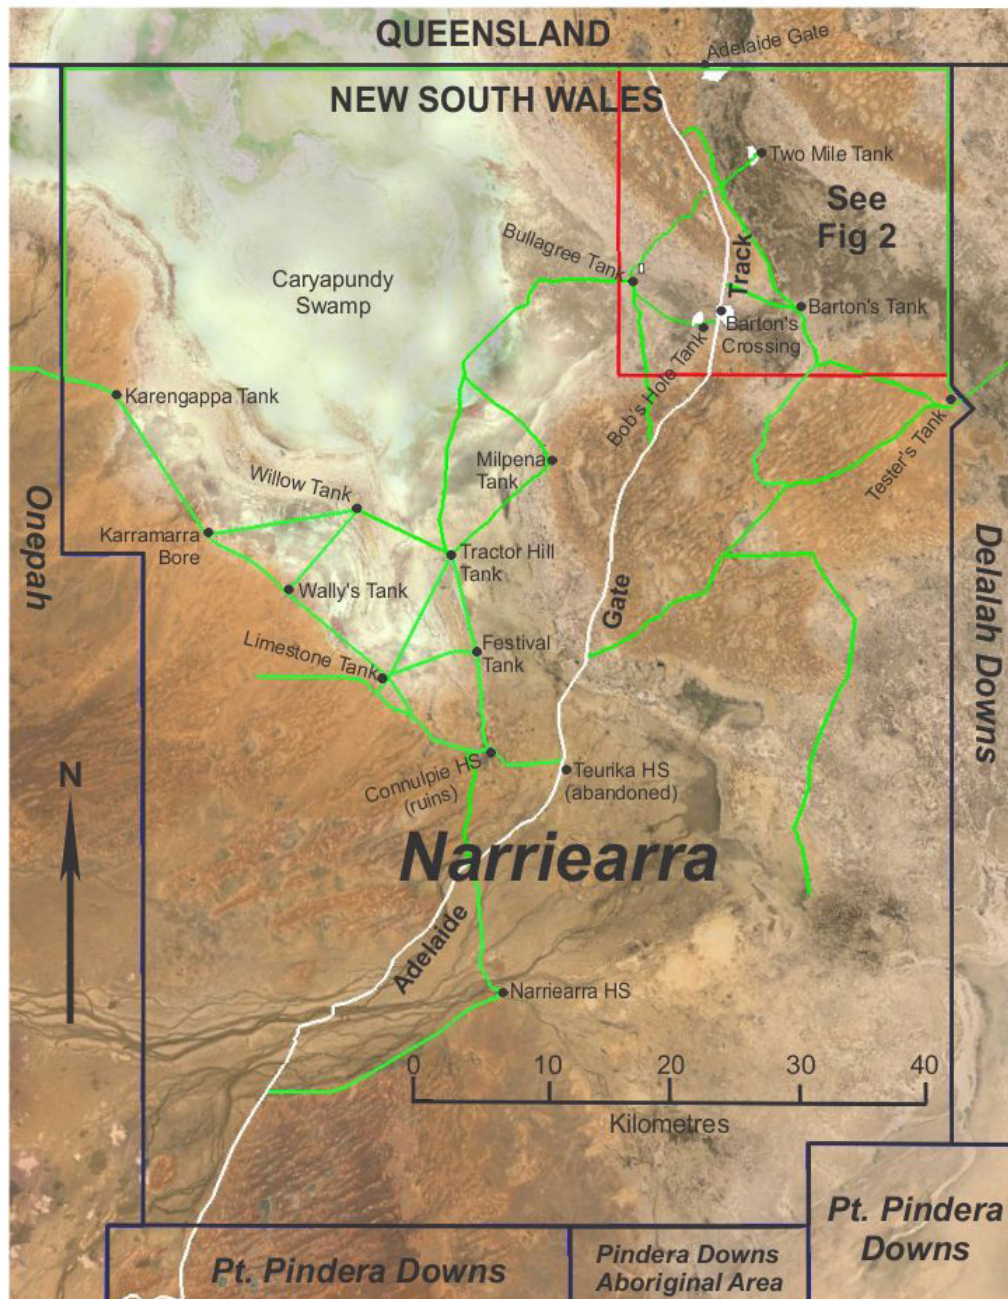 QUEENSLAND
Adelaide Gate
NEW SOUTH WALES
Two Mile Tank
See
Fig 2
Bullagree Tank
Track
Caryapundy
Swamp
Barton's Tank
Barton's
Crossing
Bob's Hole Tank
Karengappa Tank
Tester's Tank
Milpena
Tank
Willow Tank
Onepah
Karramarra
Bore
Tractor Hill
Tank
Delalah Downs
Wally's Tank
Gate
Festival
Tank
Limestone Tank
Connulpie HS
(ruins)
Teurika HS
(abandoned)
N
Narriearra
Adelaide
Narriearra HS
0 10 20 30 40
Kilometres
Pt. Pindera
Downs
Pt. Pindera Downs
Pindera Downs
Aboriginal Area